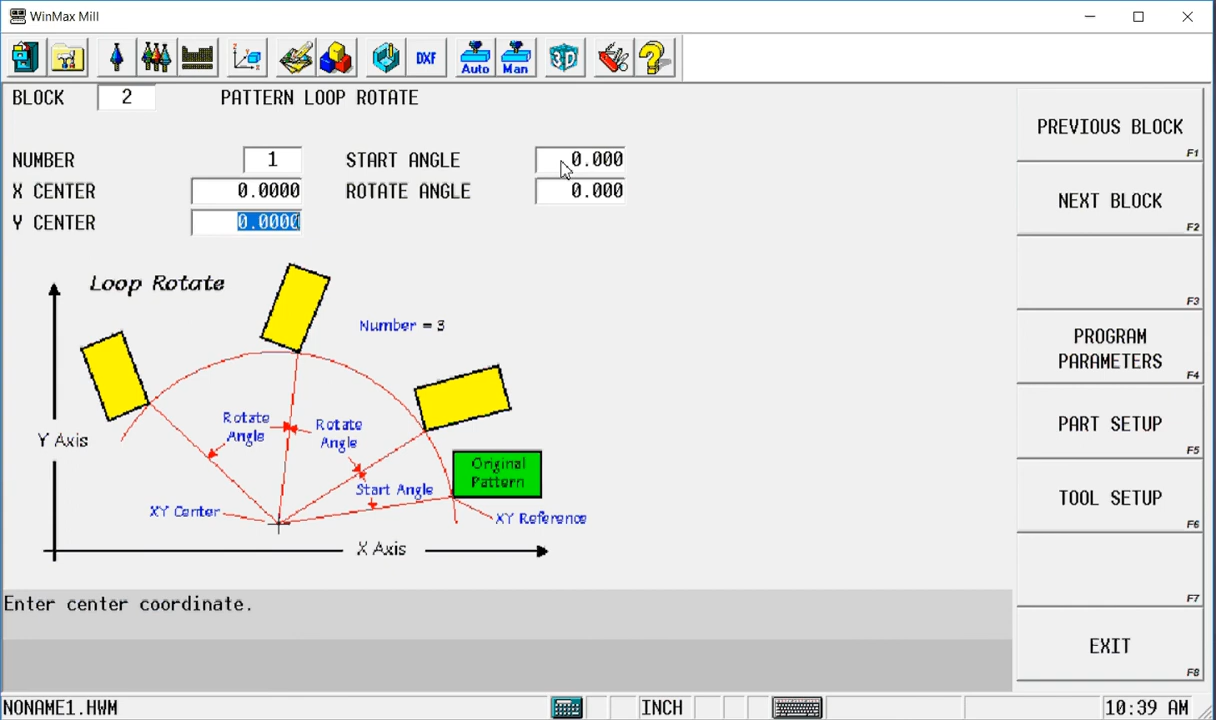 WinMax Mill
DXF
Auto
Man
3D
BLOCK 2 PATTERN LOOP ROTATE
NUMBER 1 START ANGLE 0.000
X CENTER 0.0000 ROTATE ANGLE 0.000
Y CENTER 0.0000
Loop Rotate
Number = 3
Rotate
Angle
Rotate
Angle
Y Axis
Original
Pattern
Start Angle
XY Center
XY Reference
X Axis
Enter center coordinate.
PREVIOUS BLOCK
F1
NEXT BLOCK
F2
F3
PROGRAM
PARAMETERS
F4
PART SETUP
F5
TOOL SETUP
F6
F7
EXIT
F8
NONAME1.HWM INCH 10:39 AM